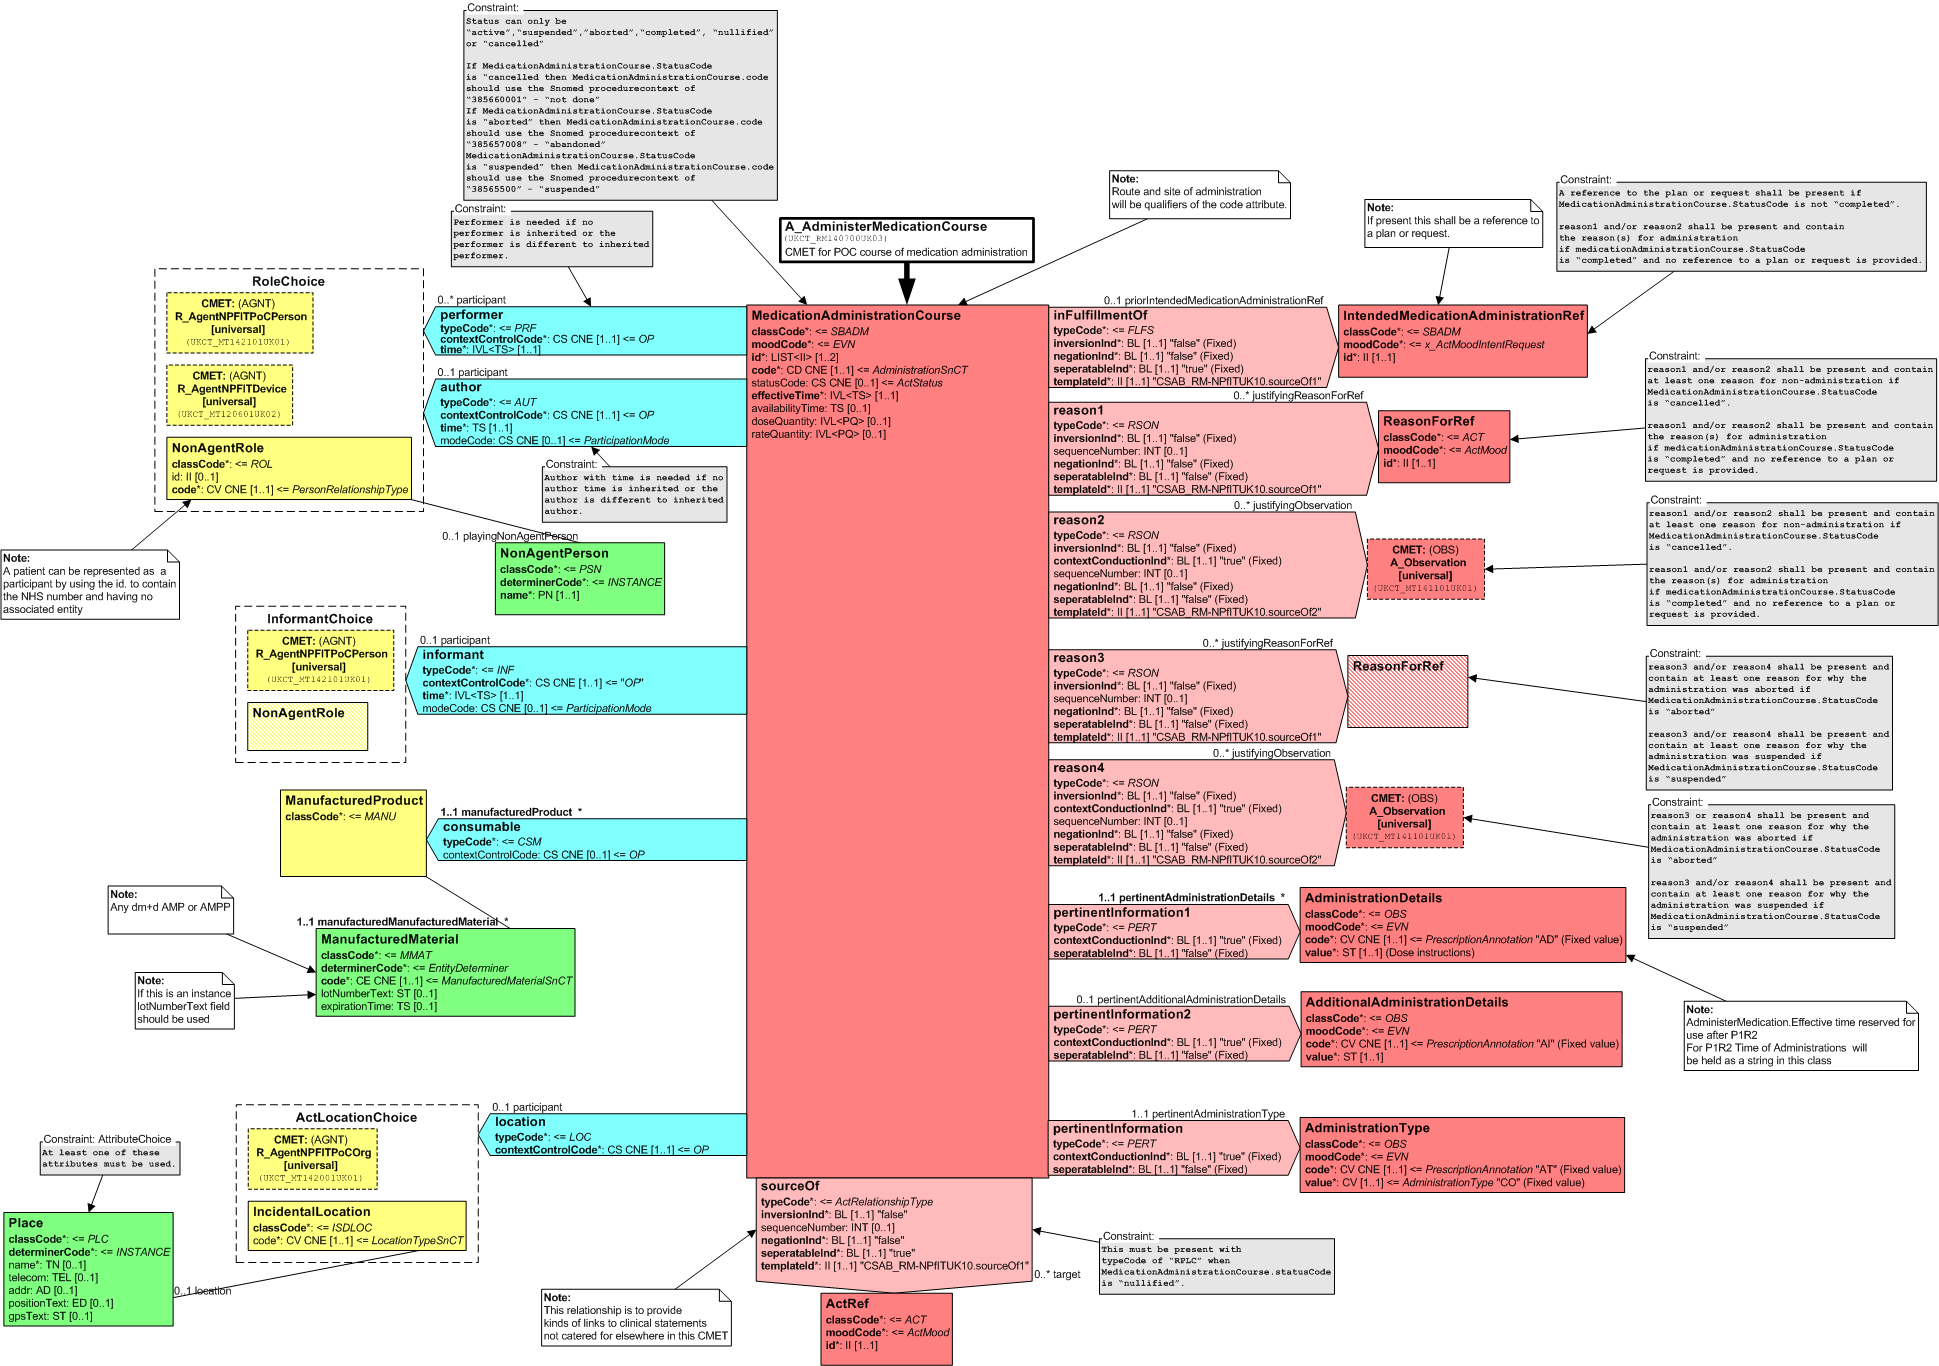 Constraint:
Status can only be
"active","suspended","aborted","completed", "nullified"
or "cancelled"
If MedicationAdministrationCourse.StatusCode
is "cancelled then MedicationAdministrationCourse.code
should use the Snomed procedurecontext of
"385660001" - "not done"
If MedicationAdministrationCourse.StatusCode
is "aborted" then MedicationAdministrationCourse.code
should use the Snomed procedurecontext of
"385657008" - "abandoned"
MedicationAdministrationCourse.StatusCode
is "suspended" then MedicationAdministrationCourse.code
should use the Snomed procedurecontext of
"38565500" - "suspended"
Constraint:
Performer is needed if no
performer is inherited or the
performer is different to inherited
performer.
A_AdministerMedicationCourse
(UKCT_RM140700UK03)
CMET for POC course of medication administration
Note:
Route and site of administration
will be qualifiers of the code attribute.
Note:
If present this shall be a reference to
a plan or request.
Constraint:
A reference to the plan or request shall be present if
MedicationAdministrationCourse.StatusCode is not "completed".
reason1 and/or reason2 shall be present and contain
the reason(s) for administration
if medicationAdministrationCourse.StatusCode
is "completed" and no reference to a plan or request is provided.
RoleChoice
CMET: (AGNT)
R_AgentNPFITPoCPerson
[universal]
(UKCT_MT142101UK01)
CMET: (AGNT)
R_AgentNPFITDevice
[universal]
(UKCT_MT120601UK02)
NonAgentRole
classCode*: <= ROL
id: II [0..1]
code*: CV CNE [1..1] <= PersonRelationshipType
0..* participant
performer
typeCode*: <= PRF
contextControlCode*: CS CNE [1..1] <= OP
time*: IVL<TS> [1..1]
0..1 participant
author
typeCode*: <= AUT
contextControlCode*: CS CNE [1..1] <= OP
time*: TS [1..1]
modeCode: CS CNE [0..1] <= ParticipationMode
Constraint:
Author with time is needed if no
author time is inherited or the
author is different to inherited
author.
MedicationAdministrationCourse
classCode*: <= SBADM
moodCode*: <= EVN
id*: LIST<II> [1..2]
code*: CD CNE [1..1] <= AdministrationSnCT
statusCode: CS CNE [0..1] <= ActStatus
effectiveTime*: IVL<TS> [1..1]
availabilityTime: TS [0..1]
doseQuantity: IVL<PQ> [0..1]
rateQuantity: IVL<PQ> [0..1]
0..1 priorIntendedMedicationAdministrationRef
inFulfillmentOf
typeCode*: <= FLFS
inversionInd*: BL [1..1] "false" (Fixed)
negationInd*: BL [1..1] "false" (Fixed)
seperatableInd*: BL [1..1] "true" (Fixed)
templateId*: II [1..1] "CSAB_RM-NPfITUK10.sourceOf1"
IntendedMedicationAdministrationRef
classCode*: <= SBADM
moodCode*: <= x_ActMoodIntentRequest
id*: II [1..1]
0..* justifyingReasonForRef
reason1
typeCode*: <= RSON
inversionInd*: BL [1..1] "false" (Fixed)
sequenceNumber: INT [0..1]
negationInd*: BL [1..1] "false" (Fixed)
seperatableInd*: BL [1..1] "false" (Fixed)
templateId*: II [1..1] "CSAB_RM-NPfITUK10.sourceOf1"
ReasonForRef
classCode*: <= ACT
moodCode*: <= ActMood
id*: II [1..1]
Constraint:
reason1 and/or reason2 shall be present and contain
at least one reason for non-administration if
MedicationAdministrationCourse.StatusCode
is "cancelled".
reason1 and/or reason2 shall be present and contain
the reason(s) for administration
if medicationAdministrationCourse.StatusCode
is "completed" and no reference to a plan or
request is provided.
0..* justifyingObservation
reason2
typeCode*: <= RSON
inversionInd*: BL [1..1] "false" (Fixed)
contextConductionInd*: BL [1..1] "true" (Fixed)
sequenceNumber: INT [0..1]
negationInd*: BL [1..1] "false" (Fixed)
seperatableInd*: BL [1..1] "false" (Fixed)
templateId*: II [1..1] "CSAB_RM-NPfITUK10.sourceOf2"
CMET: (OBS)
A_Observation
[universal]
(UKCT_MT141101UK01)
Constraint:
reason1 and/or reason2 shall be present and contain
at least one reason for non-administration if
MedicationAdministrationCourse.StatusCode
is "cancelled".
reason1 and/or reason2 shall be present and contain
the reason(s) for administration
if medicationAdministrationCourse.StatusCode
is "completed" and no reference to a plan or
request is provided.
Note:
A patient can be represented as a
participant by using the id. to contain
the NHS number and having no
associated entity
0..1 playingNonAgentPerson
NonAgentPerson
classCode*: <= PSN
determinerCode*: <= INSTANCE
name*: PN [1..1]
InformantChoice
CMET: (AGNT)
R_AgentNPFITPoCPerson
[universal]
(UKCT_MT142101UK01)
NonAgentRole
0..1 participant
informant
typeCode*: <= INF
contextControlCode*: CS CNE [1..1] <= "OP"
time*: IVL<TS> [1..1]
modeCode: CS CNE [0..1] <= ParticipationMode
0..* justifyingReasonForRef
reason3
typeCode*: <= RSON
inversionInd*: BL [1..1] "false" (Fixed)
sequenceNumber: INT [0..1]
negationInd*: BL [1..1] "false" (Fixed)
seperatableInd*: BL [1..1] "false" (Fixed)
templateId*: II [1..1] "CSAB_RM-NPfITUK10.sourceOf1"
ReasonForRef
Constraint:
reason3 and/or reason4 shall be present and
contain at least one reason for why the
administration was aborted if
MedicationAdministrationCourse.StatusCode
is "aborted"
reason3 and/or reason4 shall be present and
contain at least one reason for why the
administration was suspended if
MedicationAdministrationCourse.StatusCode
is "suspended"
0..* justifyingObservation
reason4
typeCode*: <= RSON
inversionInd*: BL [1..1] "false" (Fixed)
contextConductionInd*: BL [1..1] "true" (Fixed)
sequenceNumber: INT [0..1]
negationInd*: BL [1..1] "false" (Fixed)
seperatableInd*: BL [1..1] "false" (Fixed)
templateId*: II [1..1] "CSAB_RM-NPfITUK10.sourceOf2"
CMET: (OBS)
A_Observation
[universal]
(UKCT_MT141101UK01)
Constraint:
reason3 or reason4 shall be present and
contain at least one reason for why the
administration was aborted if
MedicationAdministrationCourse.StatusCode
is "aborted"
reason3 and/or reason4 shall be present and
contain at least one reason for why the
administration was suspended if
MedicationAdministrationCourse.StatusCode
is "suspended"
ManufacturedProduct
classCode*: <= MANU
1..1 manufacturedProduct *
consumable
typeCode*: <= CSM
contextControlCode: CS CNE [0..1] <= OP
Note:
Any dm+d AMP or AMPP
Note:
If this is an instance
lotNumberText field
should be used
1..1 manufacturedManufacturedMaterial *
ManufacturedMaterial
classCode*: <= MMAT
determinerCode*: <= EntityDeterminer
code*: CE CNE [1..1] <= ManufacturedMaterialSnCT
lotNumberText: ST [0..1]
expirationTime: TS [0..1]
1..1 pertinentAdministrationDetails *
pertinentInformation1
typeCode*: <= PERT
contextConductionInd*: BL [1..1] "true" (Fixed)
seperatableInd*: BL [1..1] "false" (Fixed)
AdministrationDetails
classCode*: <= OBS
moodCode*: <= EVN
code*: CV CNE [1..1] <= PrescriptionAnnotation "AD" (Fixed value)
value*: ST [1..1] (Dose instructions)
0..1 pertinentAdditionalAdministrationDetails
pertinentInformation2
typeCode*: <= PERT
contextConductionInd*: BL [1..1] "true" (Fixed)
seperatableInd*: BL [1..1] "false" (Fixed)
AdditionalAdministrationDetails
classCode*: <= OBS
moodCode*: <= EVN
code*: CV CNE [1..1] <= PrescriptionAnnotation "AI" (Fixed value)
value*: ST [1..1]
Note:
AdministerMedication.Effective time reserved for
use after P1R2
For P1R2 Time of Administrations will
be held as a string in this class
ActLocationChoice
CMET: (AGNT)
R_AgentNPFITPoCOrg
[universal]
(UKCT_MT142001UK01)
IncidentalLocation
classCode*: <= ISDLOC
code*: CV CNE [1..1] <= LocationTypeSnCT
0..1 participant
location
typeCode*: <= LOC
contextControlCode*: CS CNE [1..1] <= OP
1..1 pertinentAdministrationType
pertinentInformation
typeCode*: <= PERT
contextConductionInd*: BL [1..1] "true" (Fixed)
seperatableInd*: BL [1..1] "false" (Fixed)
AdministrationType
classCode*: <= OBS
moodCode*: <= EVN
code*: CV CNE [1..1] <= PrescriptionAnnotation "AT" (Fixed value)
value*: CV [1..1] <= AdministrationType "CO" (Fixed value)
Constraint: AttributeChoice
At least one of these
attributes must be used.
Place
classCode*: <= PLC
determinerCode*: <= INSTANCE
name*: TN [0..1]
telecom: TEL [0..1]
addr: AD [0..1]
positionText: ED [0..1]
gpsText: ST [0..1]
0..1 location
sourceOf
typeCode*: <= ActRelationshipType
inversionInd*: BL [1..1] "false"
sequenceNumber: INT [0..1]
negationInd*: BL [1..1] "false"
seperatableInd*: BL [1..1] "true"
templateId*: II [1..1] "CSAB_RM-NPfITUK10.sourceOf1"
0..* target
Constraint:
This must be present with
typeCode of "RPLC" when
MedicationAdministrationCourse.statusCode
is "nullified".
Note:
This relationship is to provide
kinds of links to clinical statements
not catered for elsewhere in this CMET
ActRef
classCode*: <= ACT
moodCode*: <= ActMood
id*: II [1..1]